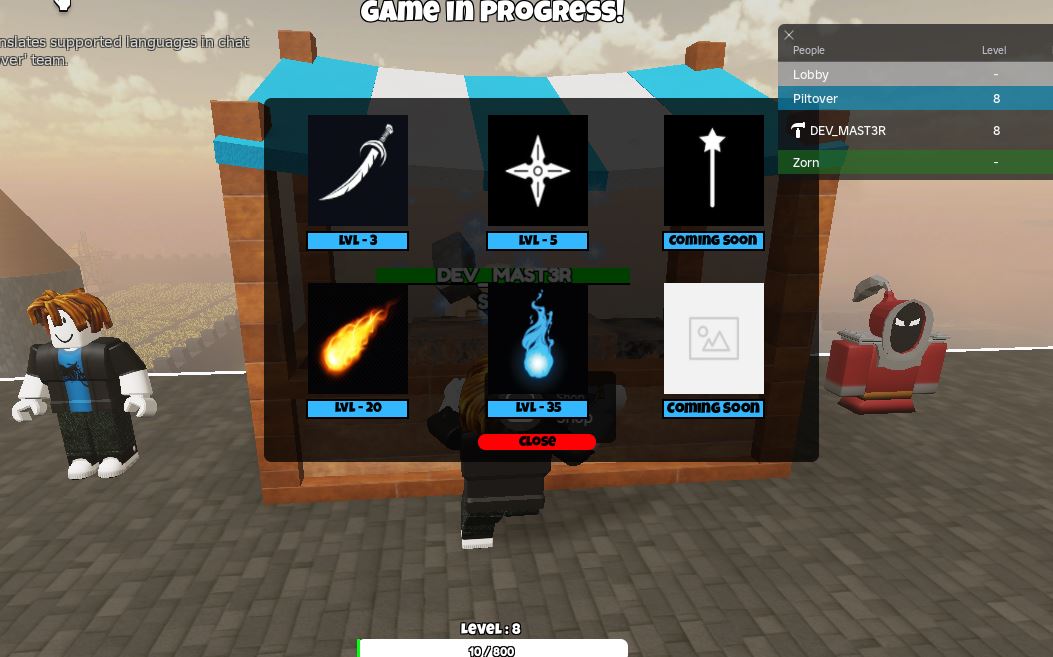 Game in Progress!
nslates supported languages in chat
ver' team.
People Level
Lobby -
Piltover 8
DEV_MAST3R 8
Zorn -
LVL - 3
LVL - 5
Coming Soon
DEV_MAST3R
LVL - 20
LVL - 35
Coming Soon
Shop
Close
Level : 8
10 / 800